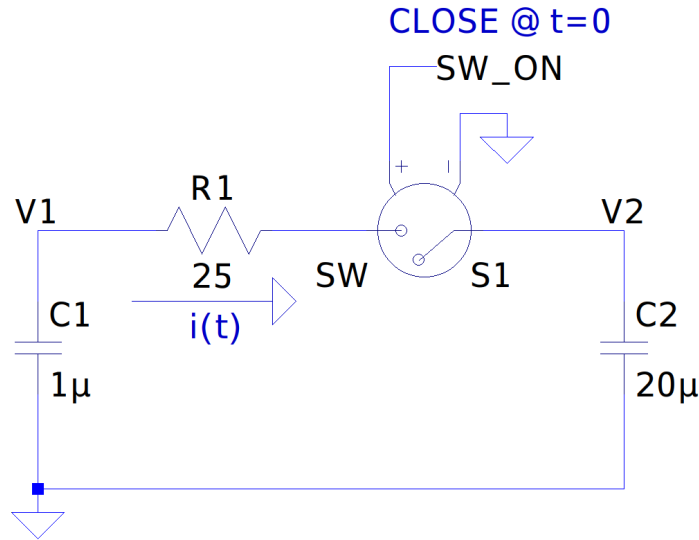 CLOSE @ t=0
SW_ON
+ −
R1
V1
V2
25
SW
S1
i(t)
C1
1µ
C2
20µ